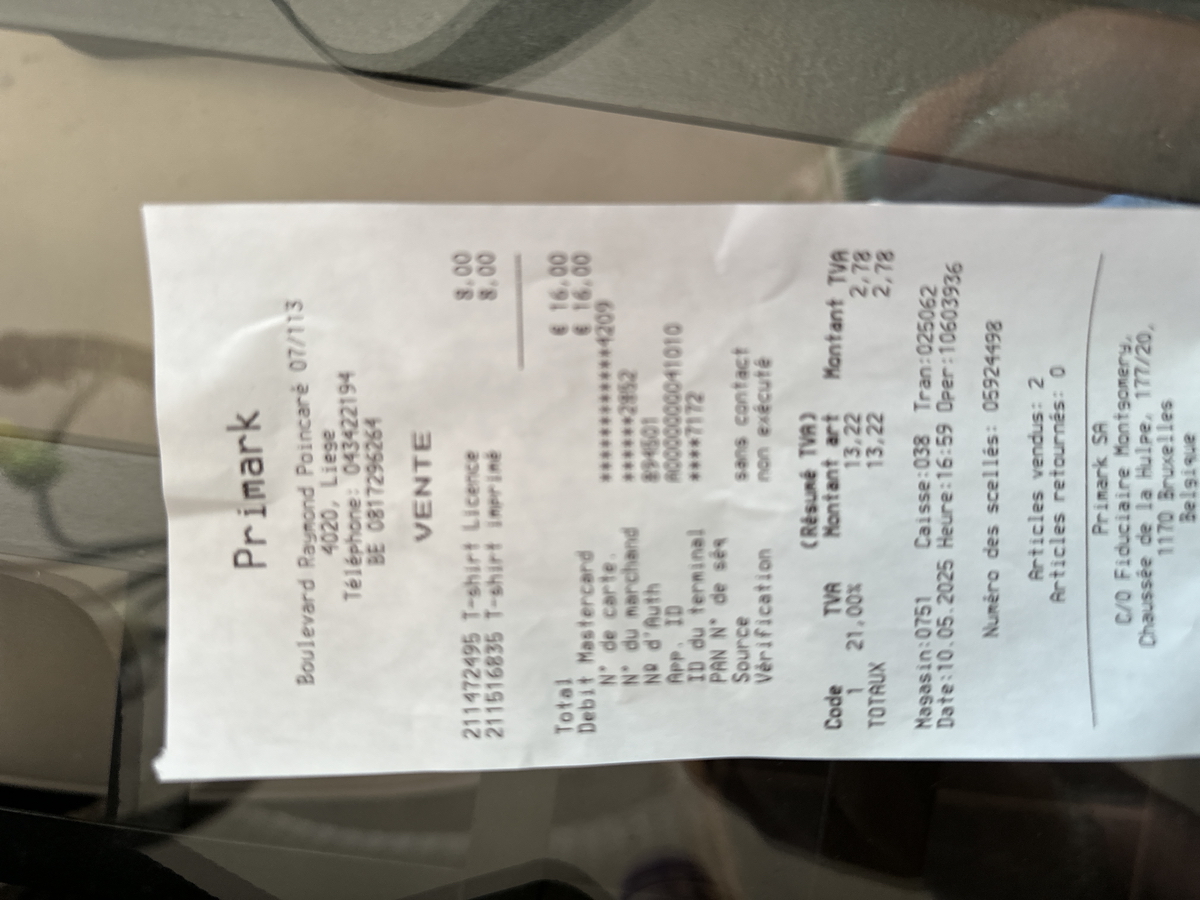 Primark
Boulevard Raymond Poincaré 07/113
4020, Liege
Téléphone: 043422194
BE 0817296264
VENTE
211472495 T-shirt Licence 8,00
211516835 T-shirt imprimé 8,00
Total € 16,00
Debit Mastercard € 16,00
N° de carte. ************4209)
N° du marchand ******2852
Nº d'Auth 894501
App. ID A0000000041010
ID du terminal ****7172
PAN N° de séq
Source sans contact
Vérification non exécuté
(Résumé TVA)
Code TVA Montant art Montant TVA
1 21,00% 13,22 2,78
TOTAUX 13,22 2,78
Magasin:0751 Caisse:038 Tran:025062
Date:10.05.2025 Heure:16:59 Oper:10603936
Numéro des scellés: 05924498
Articles vendus: 2
Articles retournés: 0
Primark SA
C/O Fiduciaire Montgomery,
Chaussée de la Hulpe, 177/20,
1170 Bruxelles
Belgique